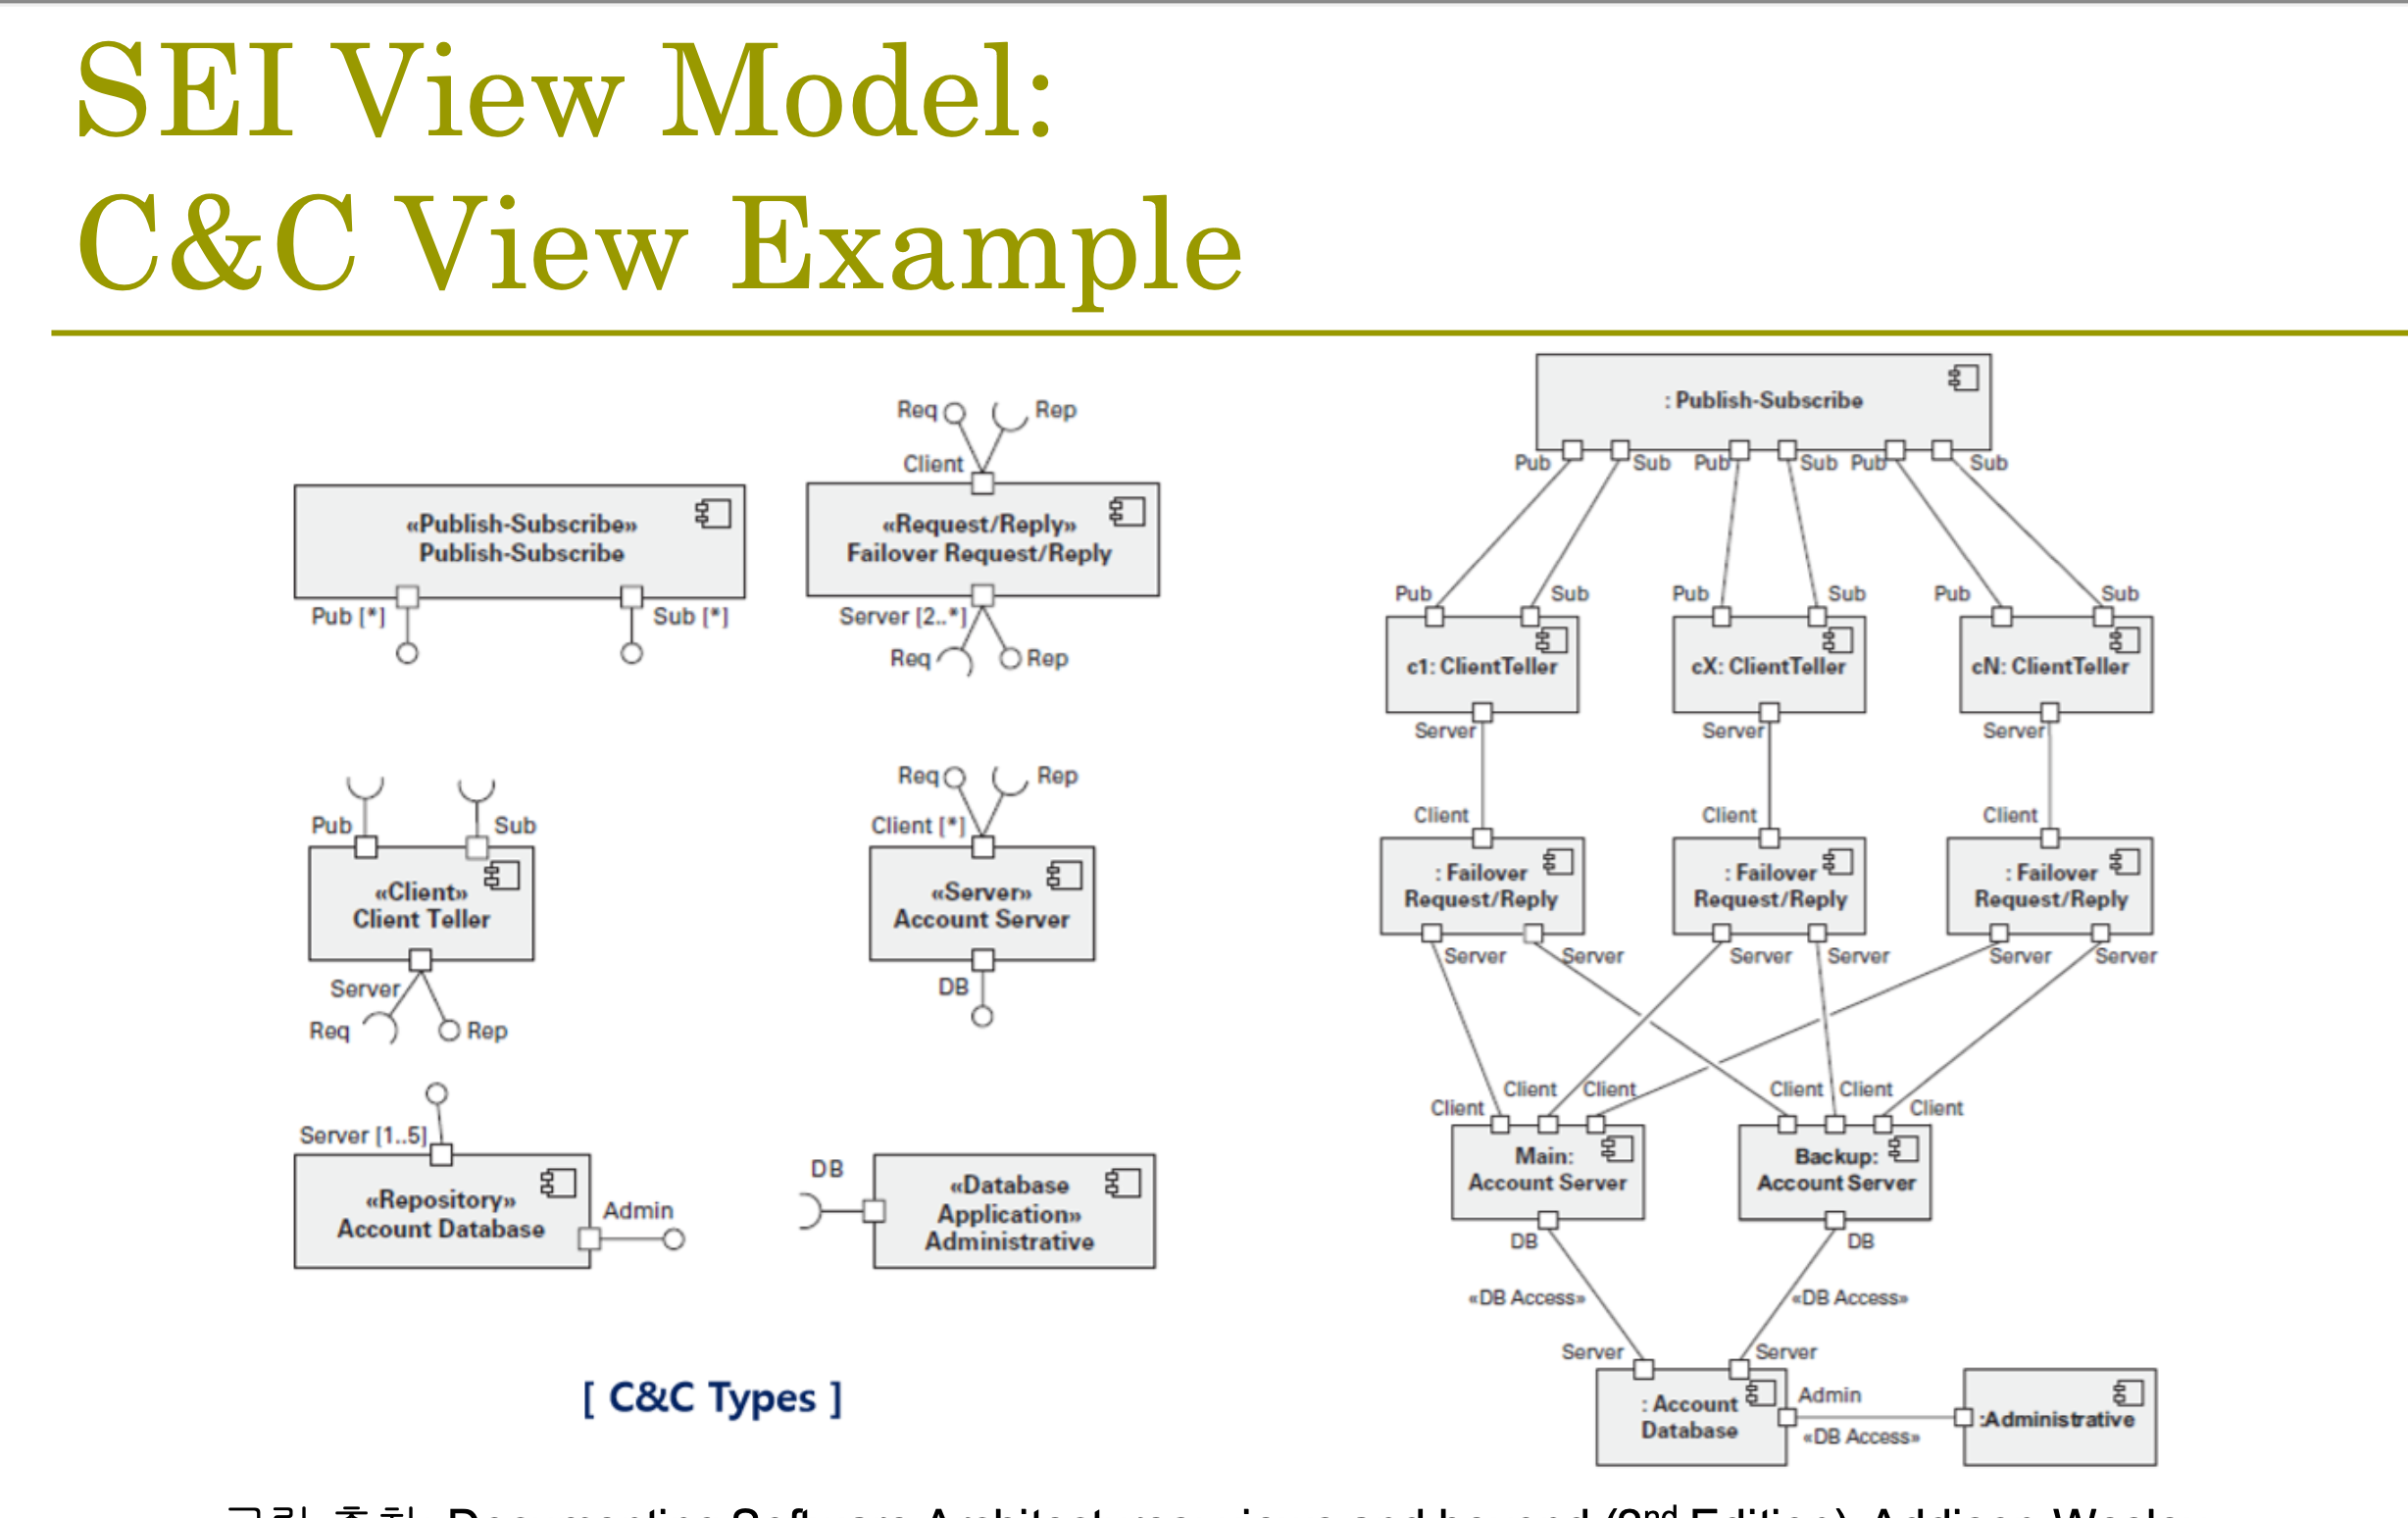 SEI View Model:
C&C View Example
Req
Rep
Client
«Publish-Subscribe»
Publish-Subscribe
Pub [*]
Sub [*]
«Request/Reply»
Failover Request/Reply
Server [2..*]
Req
Rep
Pub
Sub
«Client»
Client Teller
Server
Req
Rep
Req
Rep
Client [*]
«Server»
Account Server
DB
Server [1..5]
«Repository»
Account Database
Admin
DB
«Database
Application»
Administrative
[ C&C Types ]
: Publish-Subscribe
Pub
Sub
Pub
Sub
Pub
Sub
Pub
Sub
Pub
Sub
Pub
Sub
c1: ClientTeller
cX: ClientTeller
cN: ClientTeller
Server
Server
Server
Client
Client
Client
: Failover
Request/Reply
: Failover
Request/Reply
: Failover
Request/Reply
Server
Server
Server
Server
Server
Server
Client
Client
Client
Client
Client
Client
Main:
Account Server
Backup:
Account Server
DB
DB
«DB Access»
«DB Access»
Server
Server
: Account
Database
Admin
«DB Access»
:Administrative